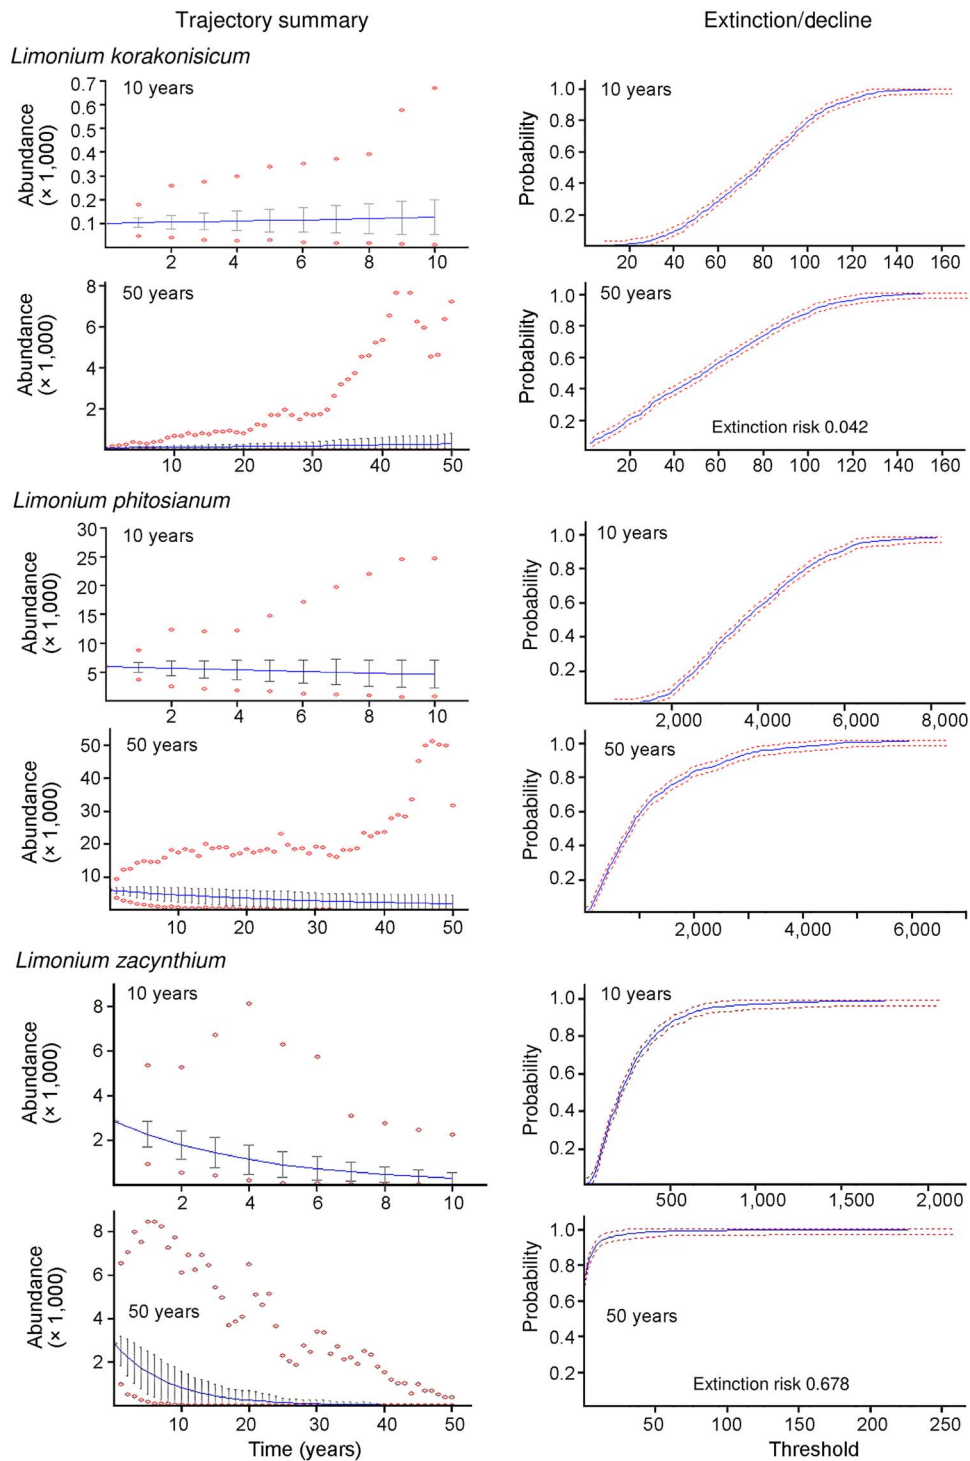 Trajectory summary
Extinction/decline
Limonium korakonisicum
10 years
Abundance
(× 1,000)
0.7
0.6
0.5
0.4
0.3
0.2
0.1
2 4 6 8 10
10 years
Probability
1.0
0.8
0.6
0.4
0.2
20 40 60 80 100 120 140 160
50 years
Abundance
(× 1,000)
8
6
4
2
10 20 30 40 50
50 years
Probability
1.0
0.8
0.6
0.4
0.2
Extinction risk 0.042
20 40 60 80 100 120 140 160
Limonium phitosianum
10 years
Abundance
(× 1,000)
30
25
20
15
10
5
2 4 6 8 10
10 years
Probability
1.0
0.8
0.6
0.4
0.2
2,000 4,000 6,000 8,000
50 years
Abundance
(× 1,000)
50
40
30
20
10
10 20 30 40 50
50 years
Probability
1.0
0.8
0.6
0.4
0.2
2,000 4,000 6,000
Limonium zacynthium
10 years
Abundance
(× 1,000)
8
6
4
2
2 4 6 8 10
10 years
Probability
1.0
0.8
0.6
0.4
0.2
500 1,000 1,500 2,000
50 years
Abundance
(× 1,000)
8
6
4
2
10 20 30 40 50
Time (years)
50 years
Probability
1.0
0.8
0.6
0.4
0.2
Extinction risk 0.678
50 100 150 200 250
Threshold